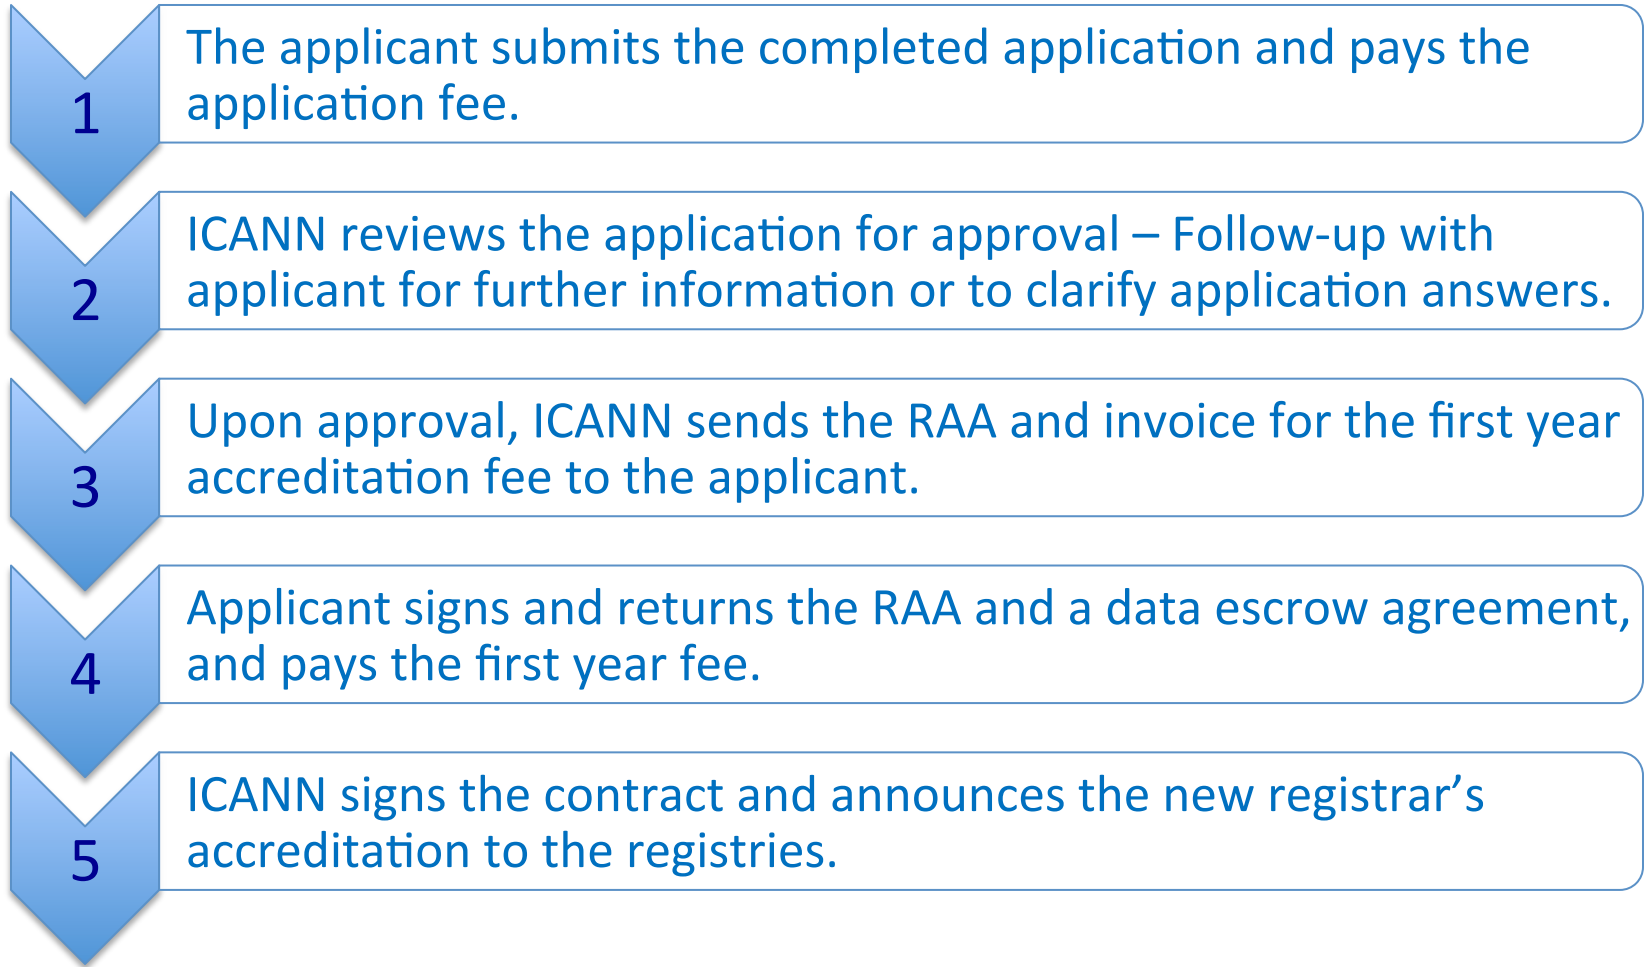 1
The applicant submits the completed application and pays the
application fee.
2
ICANN reviews the application for approval – Follow-up with
applicant for further information or to clarify application answers.
3
Upon approval, ICANN sends the RAA and invoice for the first year
accreditation fee to the applicant.
4
Applicant signs and returns the RAA and a data escrow agreement,
and pays the first year fee.
5
ICANN signs the contract and announces the new registrar’s
accreditation to the registries.